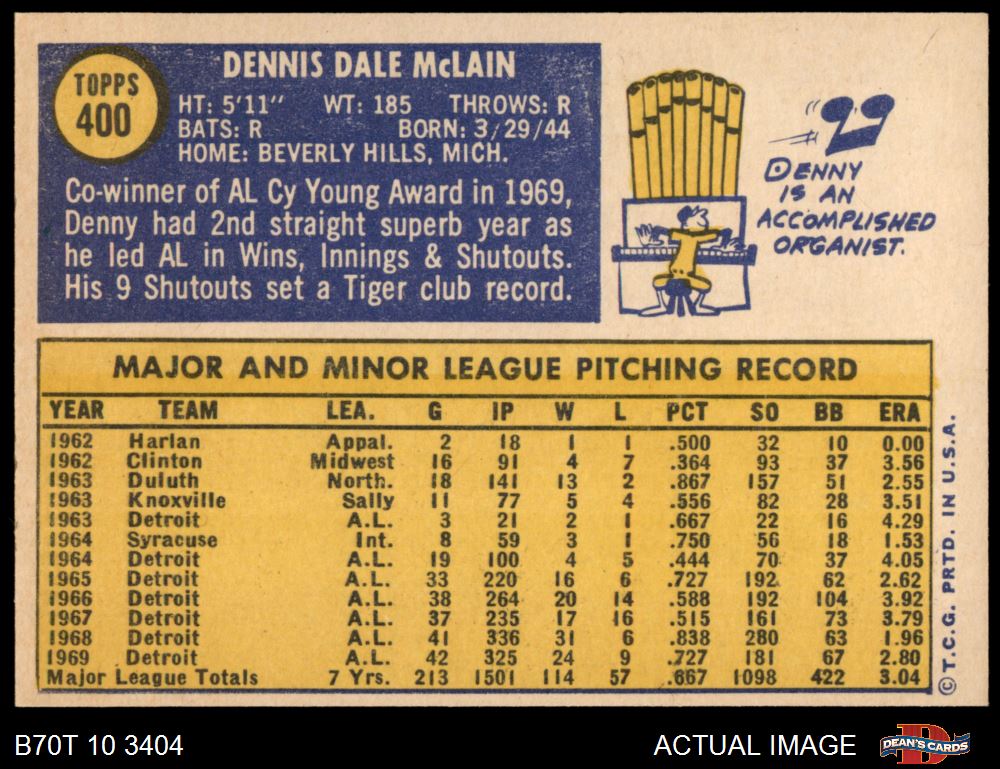 TOPPS
400
DENNIS DALE McLAIN
HT: 5'11" WT: 185 THROWS: R
BATS: R BORN: 3/29/44
HOME: BEVERLY HILLS, MICH.
Co-winner of AL Cy Young Award in 1969,
Denny had 2nd straight superb year as
he led AL in Wins, Innings & Shutouts.
His 9 Shutouts set a Tiger club record.
DENNY
IS AN
ACCOMPLISHED
ORGANIST.
MAJOR AND MINOR LEAGUE PITCHING RECORD
YEAR TEAM LEA. G IP W L PCT SO BB ERA
1962 Harlan Appal. 2 18 1 1 .500 32 10 0.00
1962 Clinton Midwest 16 91 4 7 .364 93 37 3.56
1963 Duluth North. 18 141 13 2 .867 157 51 2.55
1963 Knoxville Sally 11 77 5 4 .556 82 28 3.51
1963 Detroit A.L. 3 21 2 1 .667 22 16 4.29
1964 Syracuse Int. 8 59 3 1 .750 56 18 1.53
1964 Detroit A.L. 19 100 4 5 .444 70 37 4.05
1965 Detroit A.L. 33 220 16 6 .727 192 62 2.62
1966 Detroit A.L. 38 264 20 14 .588 192 104 3.92
1967 Detroit A.L. 37 235 17 16 .515 161 73 3.79
1968 Detroit A.L. 41 336 31 6 .838 280 63 1.96
1969 Detroit A.L. 42 325 24 9 .727 181 67 2.80
Major League Totals 7 Yrs. 213 1501 114 57 .667 1098 422 3.04
© T.C.G. PRTD. IN U.S.A.
B70T 10 3404
ACTUAL IMAGE
DEAN'S CARDS